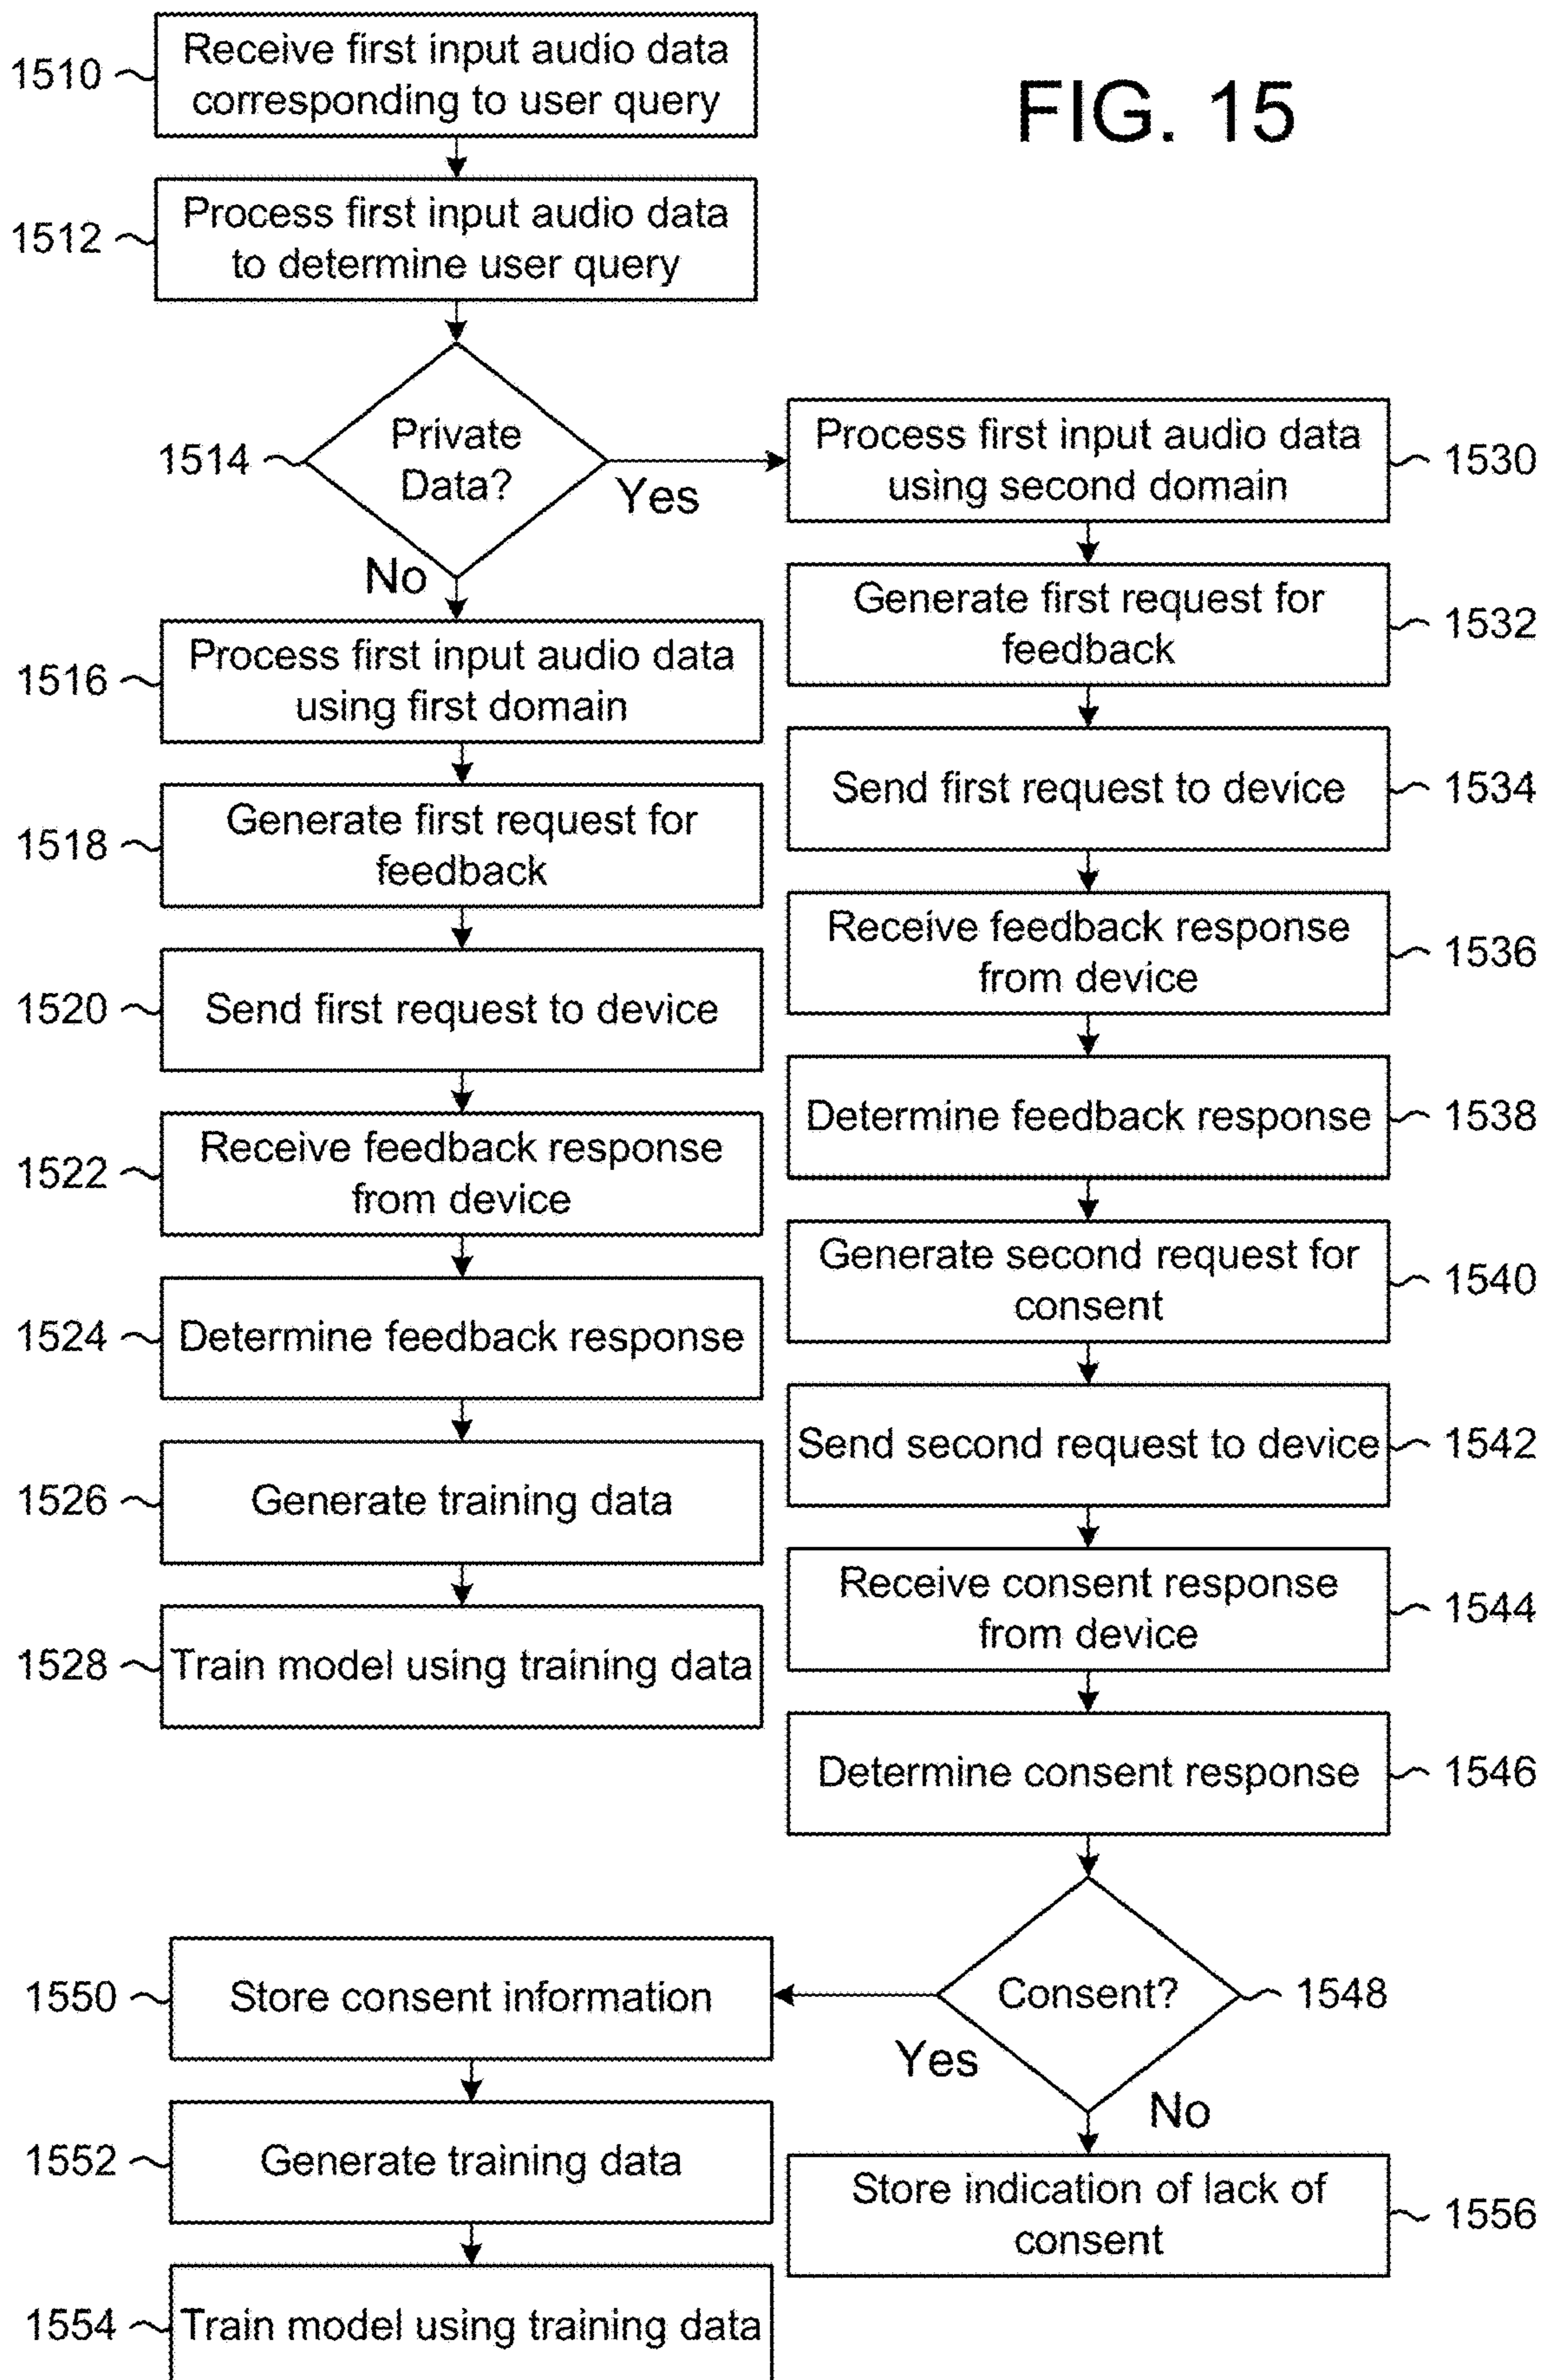 FIG. 15
1510
Receive first input audio data
corresponding to user query
1512
Process first input audio data
to determine user query
1514
Private
Data?
Yes
No
1516
Process first input audio data
using first domain
1518
Generate first request for
feedback
1520
Send first request to device
1522
Receive feedback response
from device
1524
Determine feedback response
1526
Generate training data
1528
Train model using training data
Process first input audio data
using second domain
1530
Generate first request for
feedback
1532
Send first request to device
1534
Receive feedback response
from device
1536
Determine feedback response
1538
Generate second request for
consent
1540
Send second request to device
1542
Receive consent response
from device
1544
Determine consent response
1546
Consent?
1548
Yes
No
1550
Store consent information
1552
Generate training data
1554
Train model using training data
Store indication of lack of
consent
1556